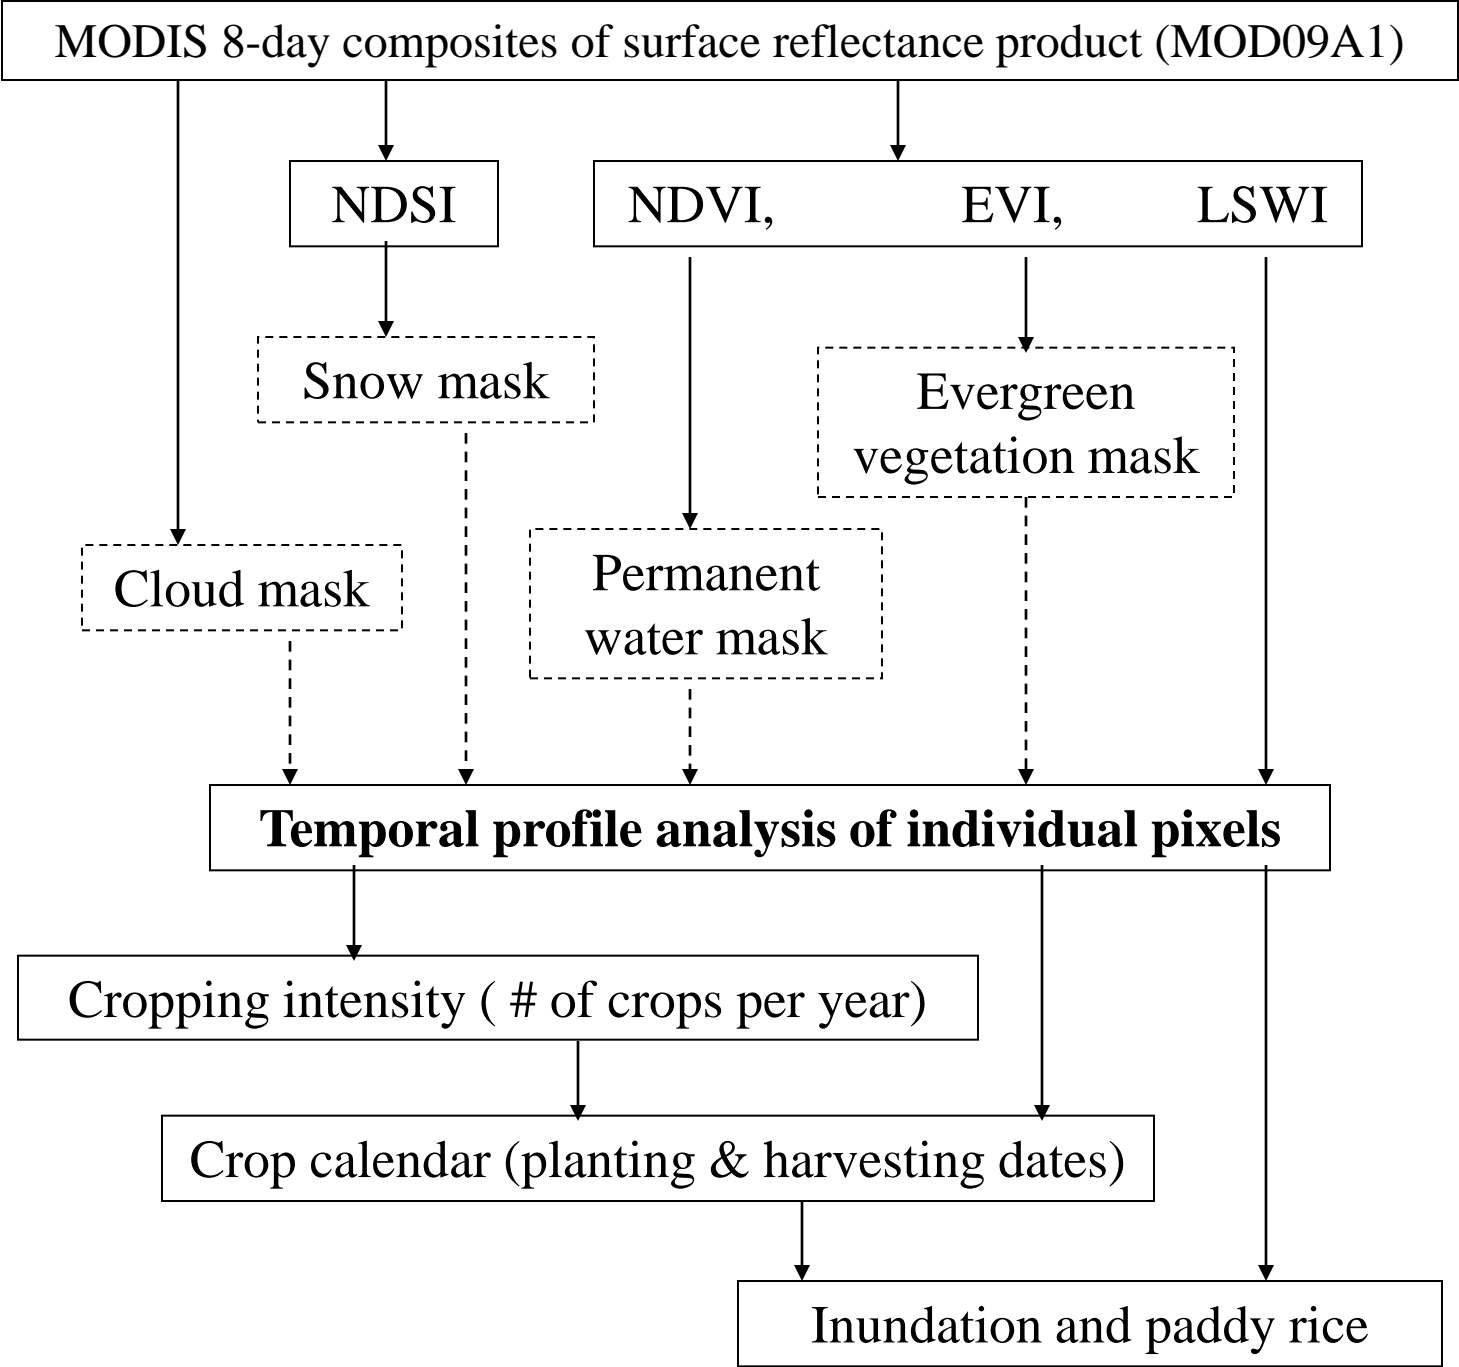 MODIS 8-day composites of surface reflectance product (MOD09A1)
NDSI
NDVI, EVI, LSWI
Snow mask
Evergreen
vegetation mask
Cloud mask
Permanent
water mask
Temporal profile analysis of individual pixels
Cropping intensity ( # of crops per year)
Crop calendar (planting & harvesting dates)
Inundation and paddy rice